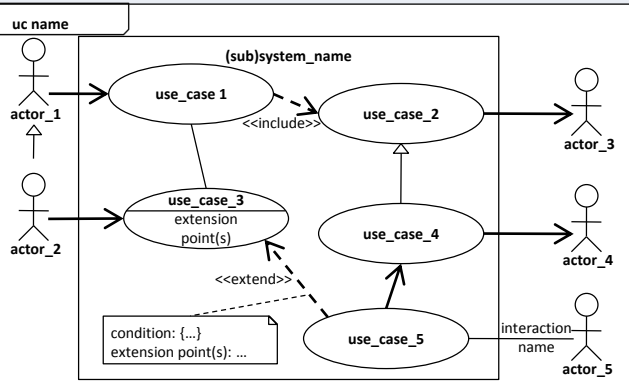 uc name
(sub)system_name
use_case 1
<<include>>
use_case_2
actor_1
actor_3
use_case_3
extension
point(s)
actor_2
use_case_4
actor_4
<<extend>>
condition: {...}
extension point(s): ...
use_case_5
interaction
name
actor_5